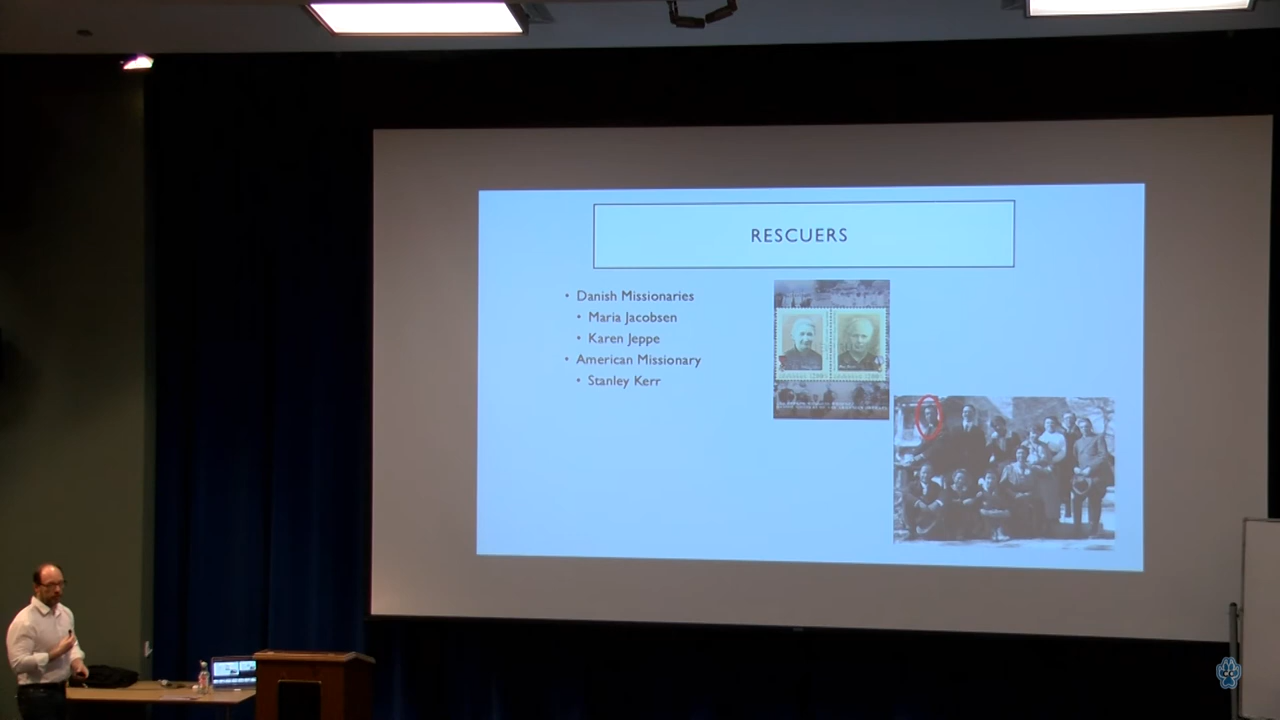 RESCUERS
• Danish Missionaries
• Maria Jacobsen
• Karen Jeppe
• American Missionary
• Stanley Kerr